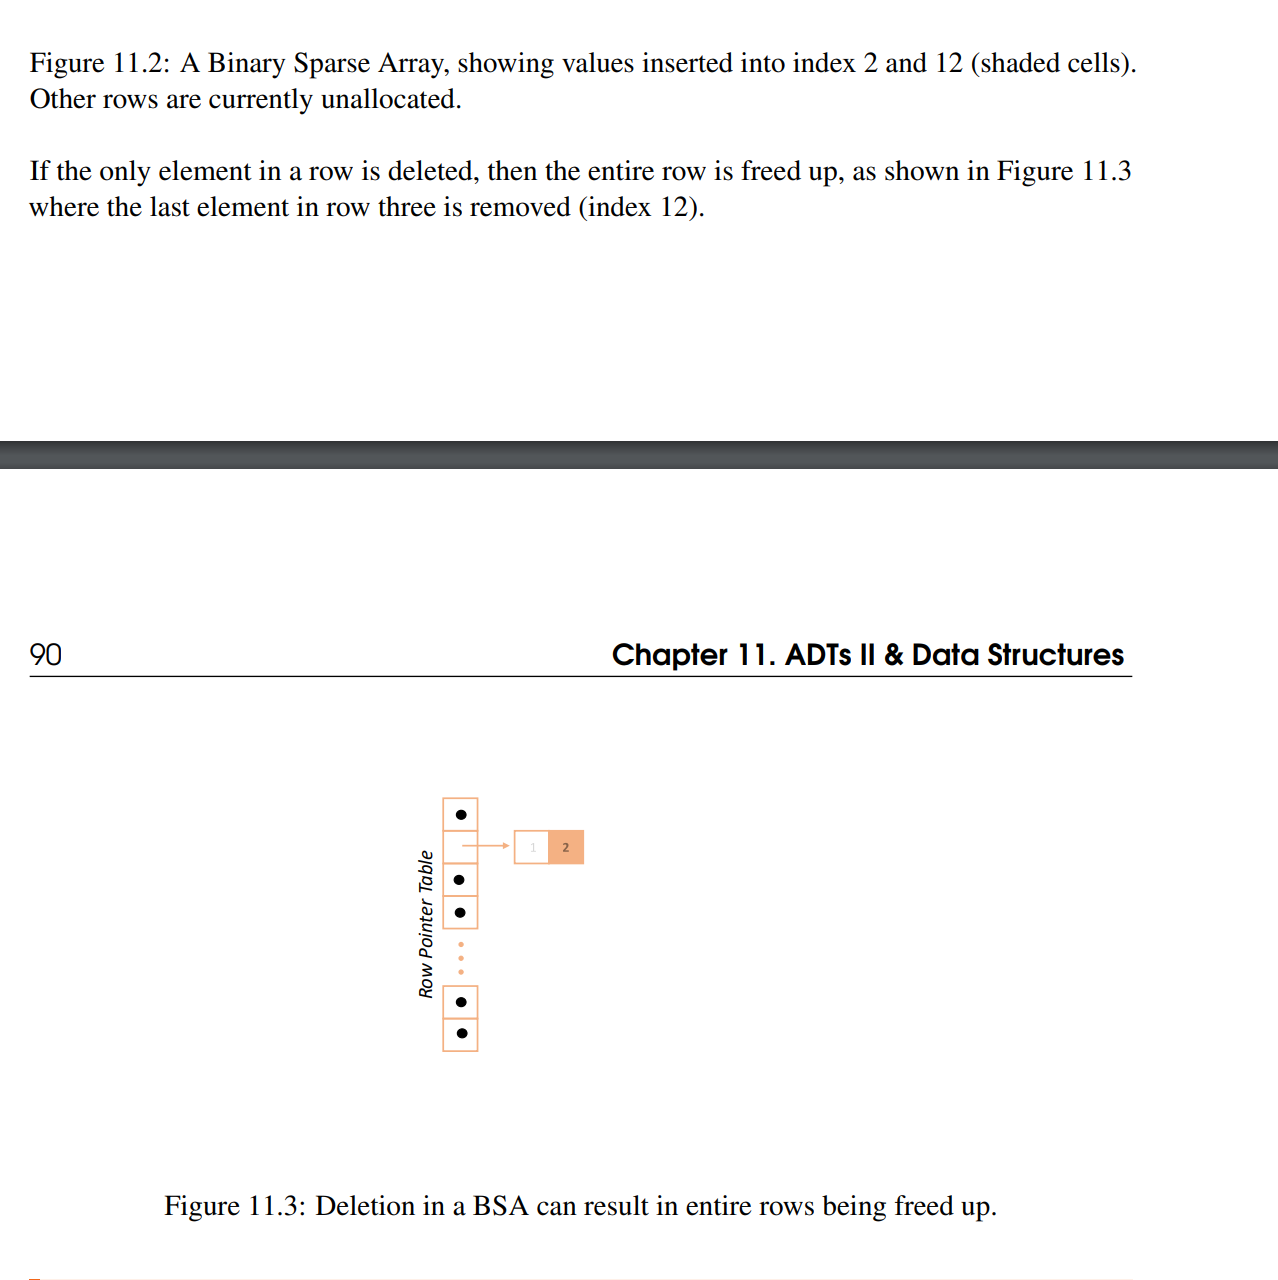 Figure 11.2: A Binary Sparse Array, showing values inserted into index 2 and 12 (shaded cells).
Other rows are currently unallocated.
If the only element in a row is deleted, then the entire row is freed up, as shown in Figure 11.3
where the last element in row three is removed (index 12).
90
Chapter 11. ADTs II & Data Structures
Row Pointer Table
1
2
Figure 11.3: Deletion in a BSA can result in entire rows being freed up.